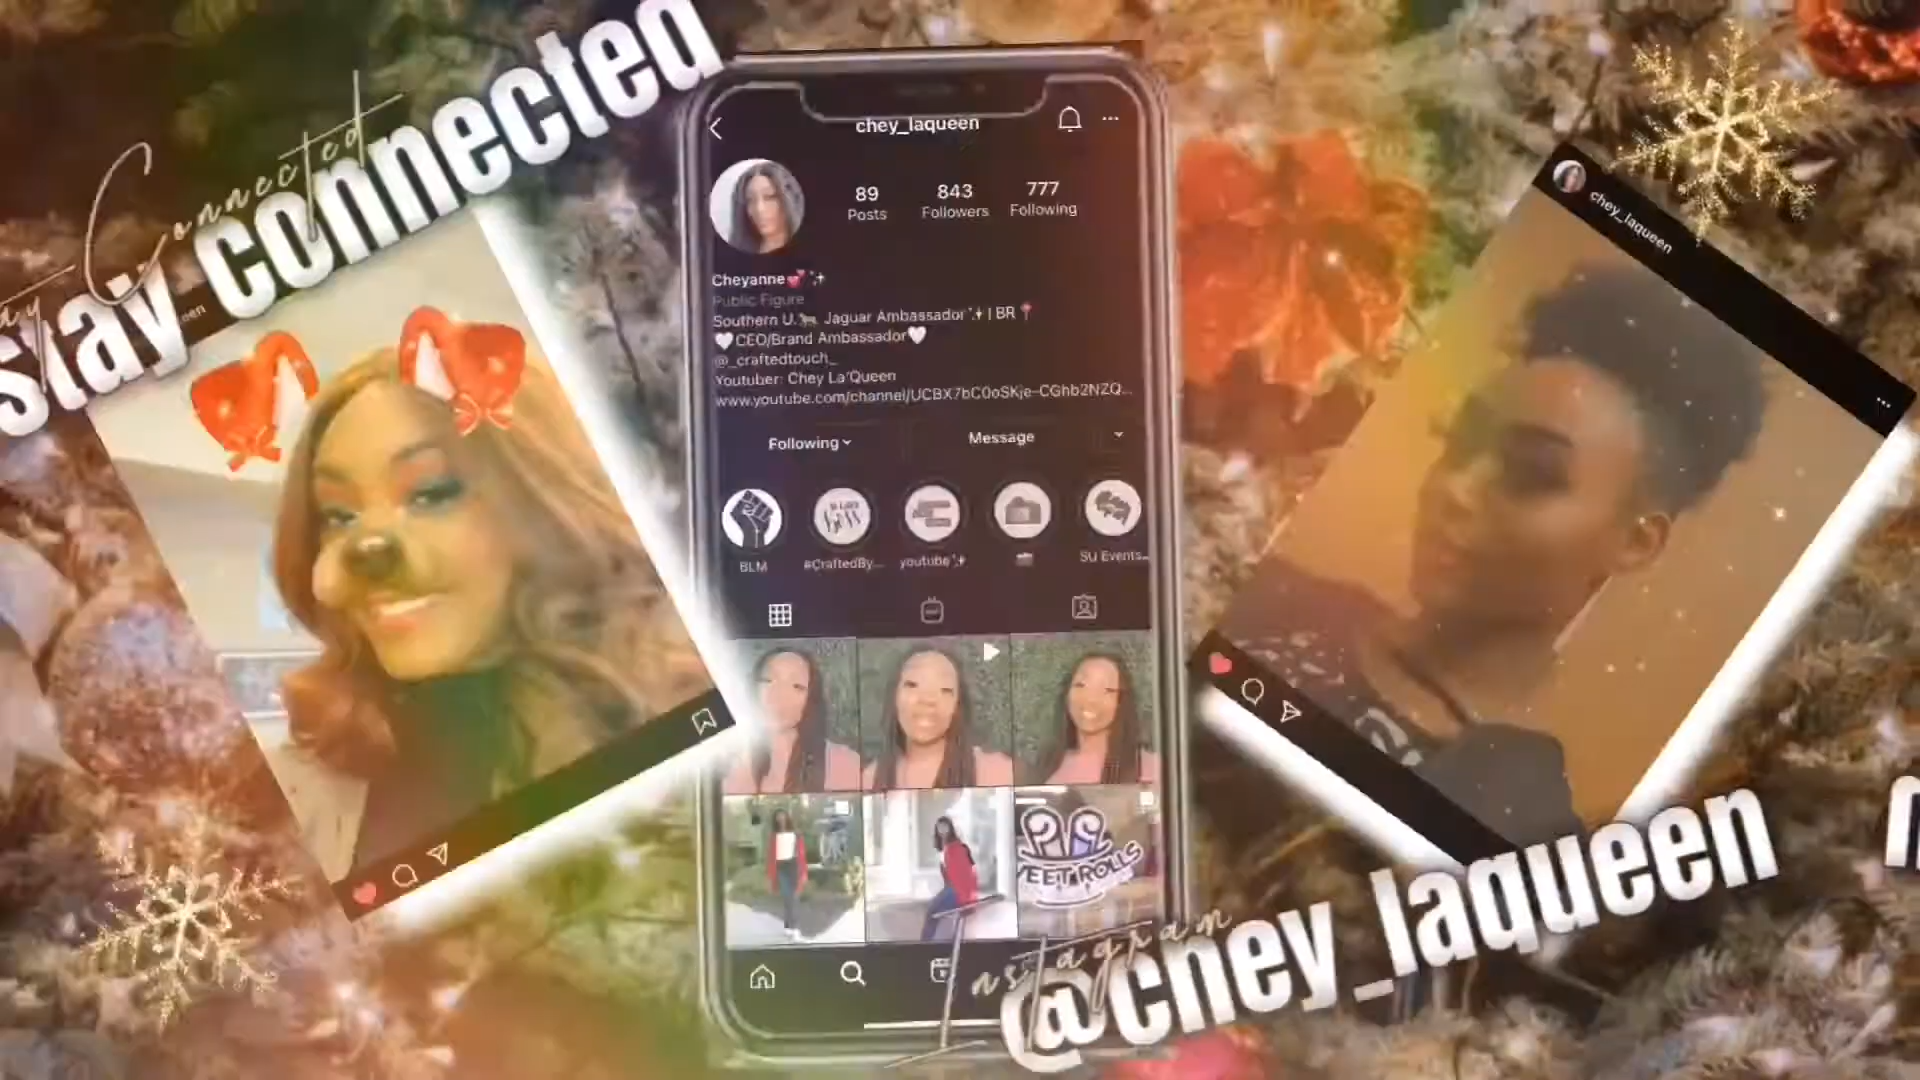 stay connected
Stay Connected
chey_laqueen
89
843
777
Posts
Followers
Following
Cheyanne💕✨
Public Figure
Southern U.🐆 Jaguar Ambassador✨ | BR📍
🤍CEO/Brand Ambassador🤍
@_craftedtouch_
Youtuber: Chey La'Queen
www.youtube.com/channel/UCBX7bC0oSKje-CGhb2NZQ...
Following
Message
BLM
#CraftedBy...
youtube✨
📷
SU Events...
chey_laqueen
SWEET ROLLS
Instagram
@chey_laqueen